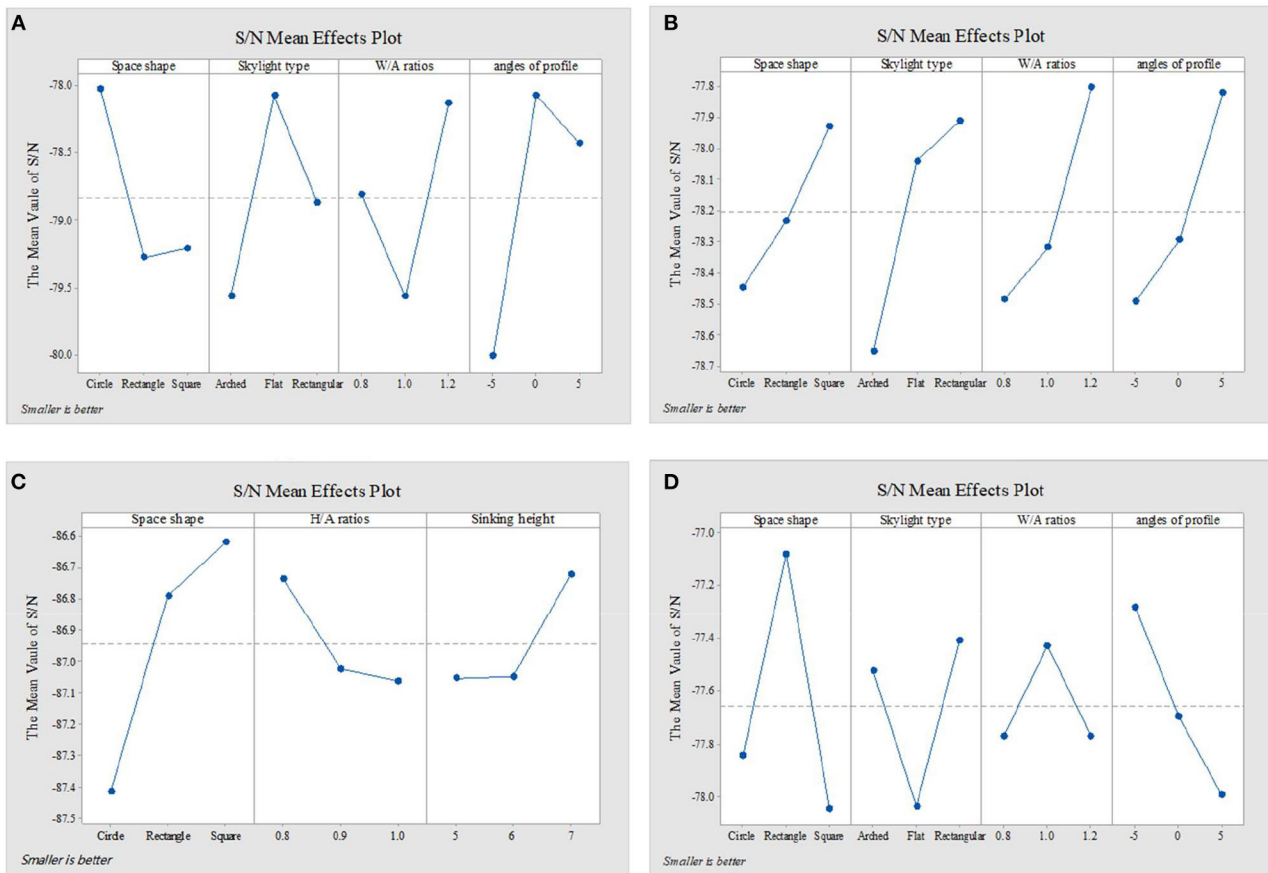 A
S/N Mean Effects Plot
Space shape Skylight type W/A ratios angles of profile
The Mean Vaule of S/N
-78.0
-78.5
-79.0
-79.5
-80.0
Circle Rectangle Square Arched Flat Rectangular 0.8 1.0 1.2 -5 0 5
Smaller is better
B
S/N Mean Effects Plot
Space shape Skylight type W/A ratios angles of profile
The Mean Vaule of S/N
-77.8
-77.9
-78.0
-78.1
-78.2
-78.3
-78.4
-78.5
-78.6
-78.7
Circle Rectangle Square Arched Flat Rectangular 0.8 1.0 1.2 -5 0 5
Smaller is better
C
S/N Mean Effects Plot
Space shape H/A ratios Sinking height
The Mean Vaule of S/N
-86.6
-86.7
-86.8
-86.9
-87.0
-87.1
-87.2
-87.3
-87.4
-87.5
Circle Rectangle Square 0.8 0.9 1.0 5 6 7
Smaller is better
D
S/N Mean Effects Plot
Space shape Skylight type W/A ratios angles of profile
The Mean Vaule of S/N
-77.0
-77.2
-77.4
-77.6
-77.8
-78.0
Circle Rectangle Square Arched Flat Rectangular 0.8 1.0 1.2 -5 0 5
Smaller is better